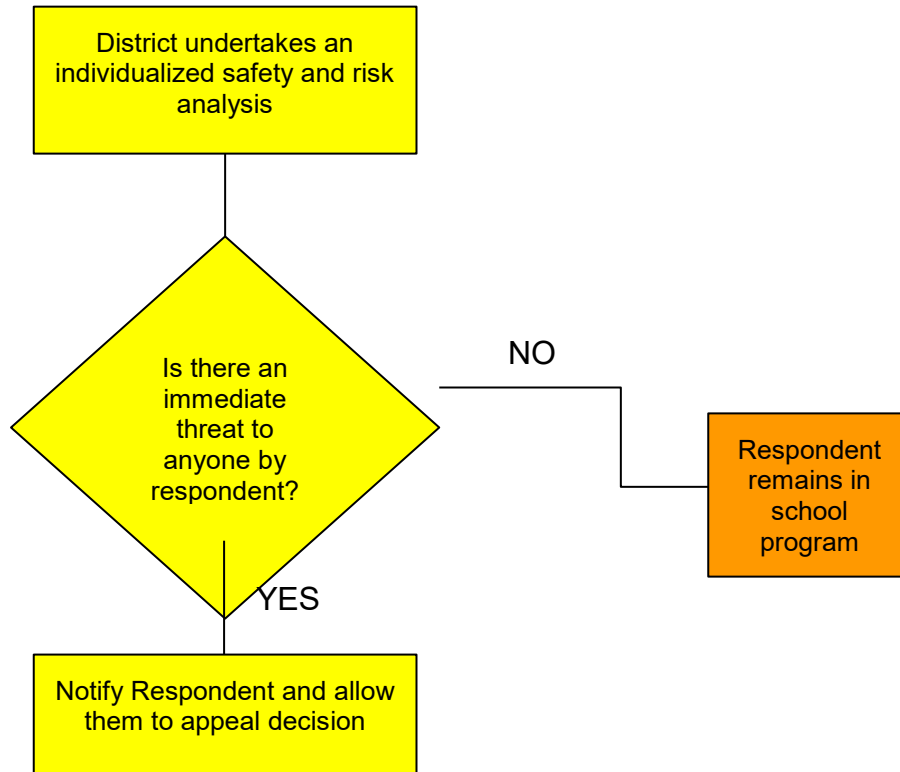 District undertakes an
individualized safety and risk
analysis
Is there an
immediate
threat to
anyone by
respondent?
NO
Respondent
remains in
school
program
YES
Notify Respondent and allow
them to appeal decision